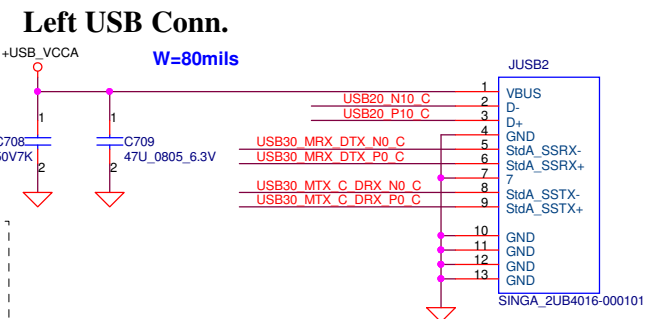 Left USB Conn.
+USB_VCCA
W=80mils
JUSB2
1 VBUS
USB20_N10_C 2 D-
USB20_P10_C 3 D+
4 GND
USB30_MRX_DTX_N0_C 5 StdA_SSRX-
USB30_MRX_DTX_P0_C 6 StdA_SSRX+
7 7
USB30_MTX_C_DRX_N0_C 8 StdA_SSTX-
USB30_MTX_C_DRX_P0_C 9 StdA_SSTX+
10 GND
11 GND
12 GND
13 GND
SINGA_2UB4016-000101
1 1
C708 C709
50V7K 47U_0805_6.3V
2 2